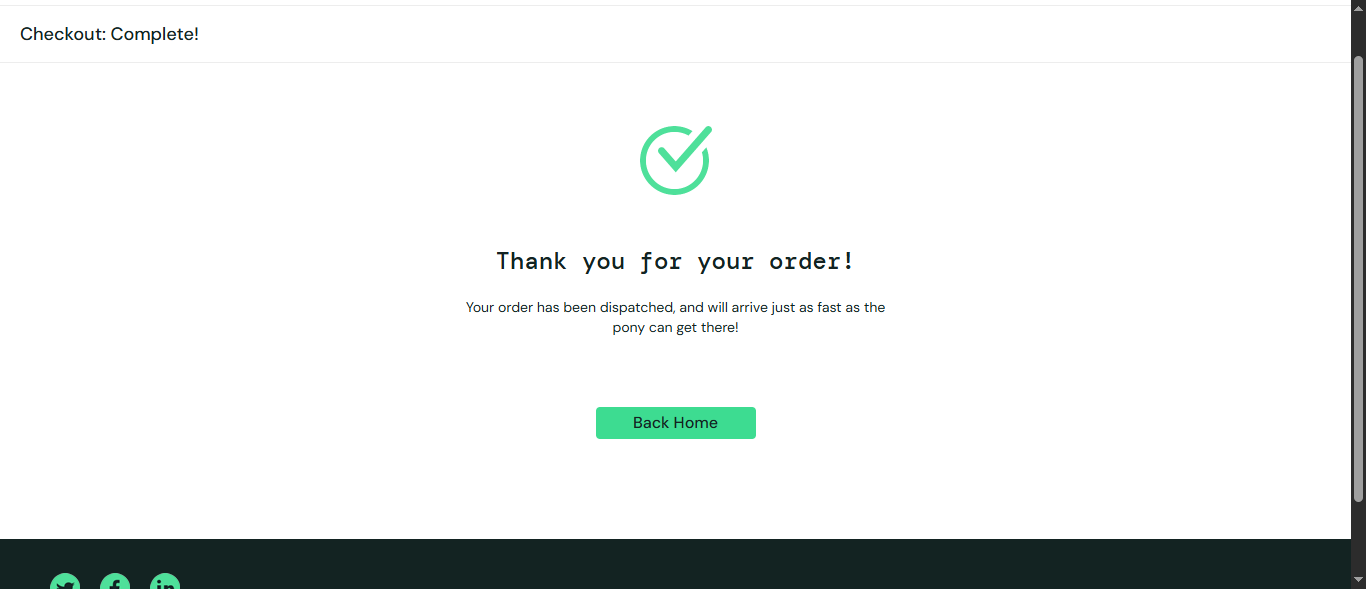 Checkout: Complete!
Thank you for your order!
Your order has been dispatched, and will arrive just as fast as the
pony can get there!
Back Home